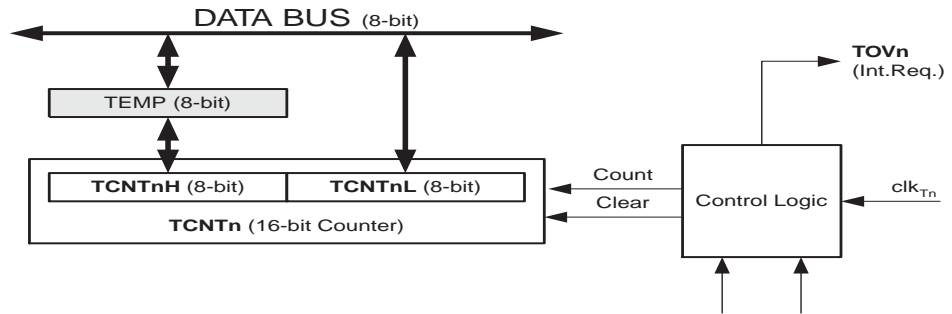 DATA BUS (8-bit)
TOVn
(Int.Req.)
TEMP (8-bit)
TCNTnH (8-bit)
TCNTnL (8-bit)
TCNTn (16-bit Counter)
Count
Clear
Control Logic
clkTn